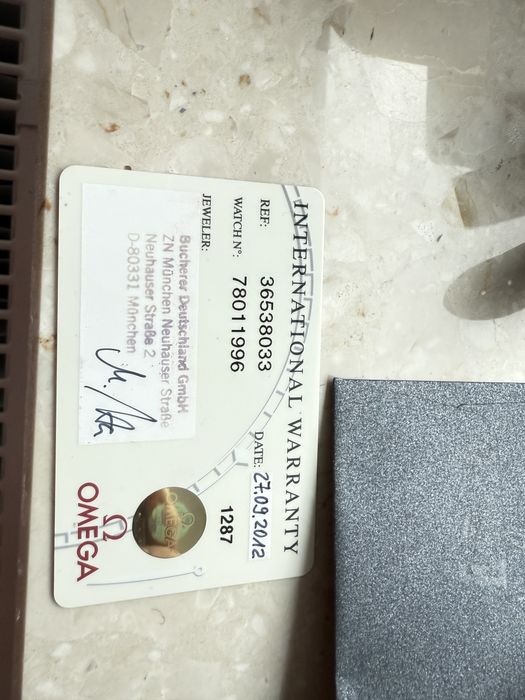 INTERNATIONAL WARRANTY
REF: 36538033
DATE: 27.09.2012
WATCH N°: 78011996
1287
JEWELER:
Bucherer Deutschland GmbH
ZN München Neuhauser Straße
Neuhauser Straße 2
D-80331 München
OMEGA
Ω
OMEGA